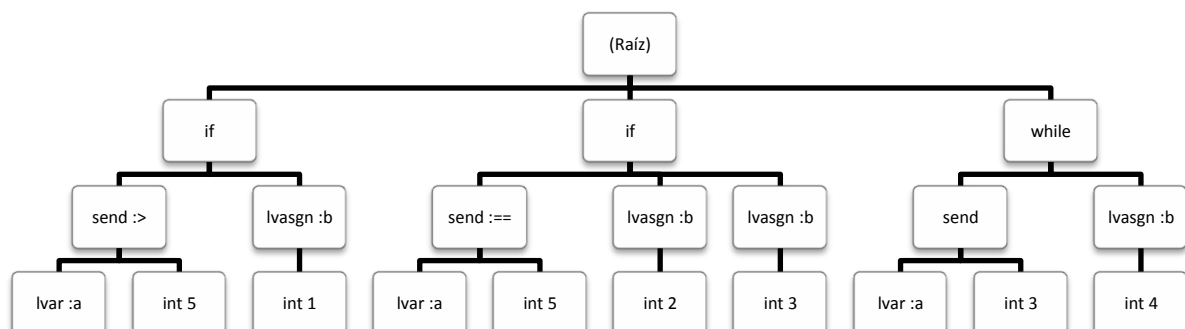 (Raíz)
if
if
while
send :>
lvasgn :b
send :==
lvasgn :b
lvasgn :b
send
lvasgn :b
lvar :a
int 5
int 1
lvar :a
int 5
int 2
int 3
lvar :a
int 3
int 4